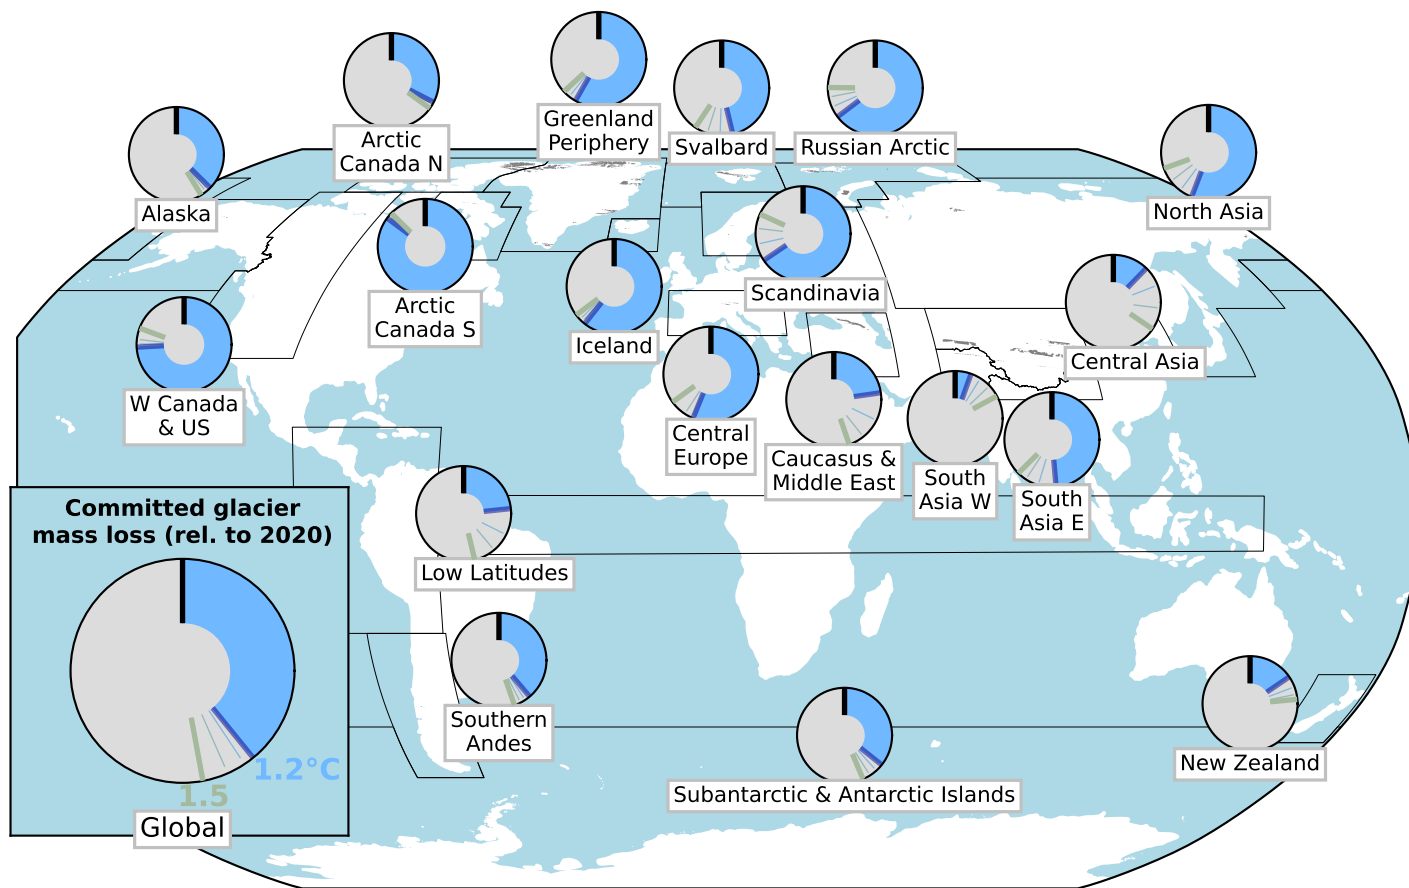 Arctic
Canada N
Greenland
Periphery
Svalbard
Russian Arctic
Alaska
North Asia
Arctic
Canada S
Iceland
Scandinavia
Central Asia
W Canada
& US
Central
Europe
Caucasus &
Middle East
South
Asia W
South
Asia E
Committed glacier
mass loss (rel. to 2020)
1.2°C
1.5
Global
Low Latitudes
Southern
Andes
Subantarctic & Antarctic Islands
New Zealand